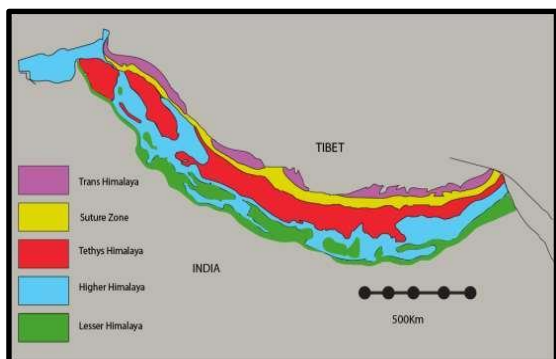 TIBET
Trans Himalaya
Suture Zone
Tethys Himalaya
INDIA
Higher Himalaya
Lesser Himalaya
500Km